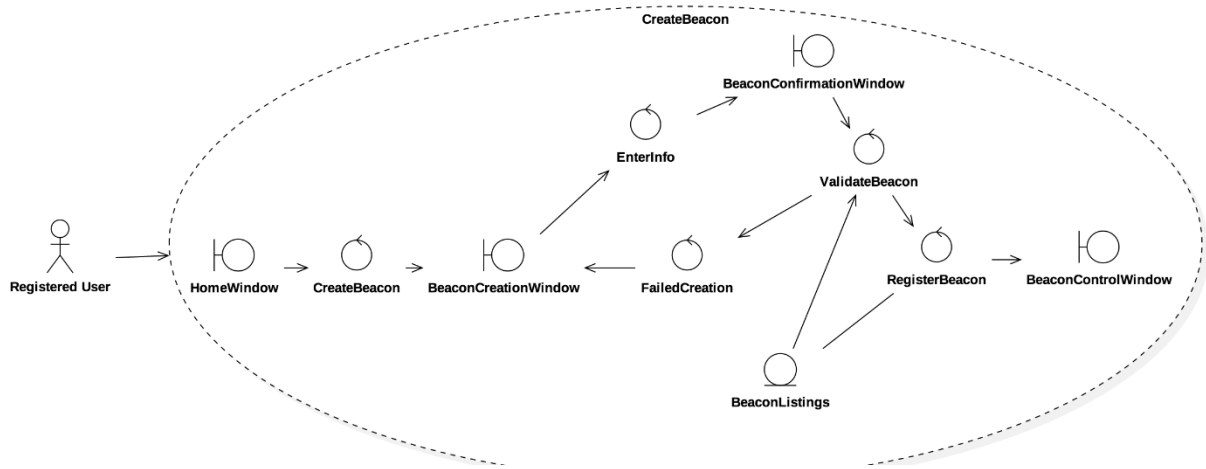 CreateBeacon
BeaconConfirmationWindow
EnterInfo
ValidateBeacon
Registered User
HomeWindow
CreateBeacon
BeaconCreationWindow
FailedCreation
RegisterBeacon
BeaconControlWindow
BeaconListings